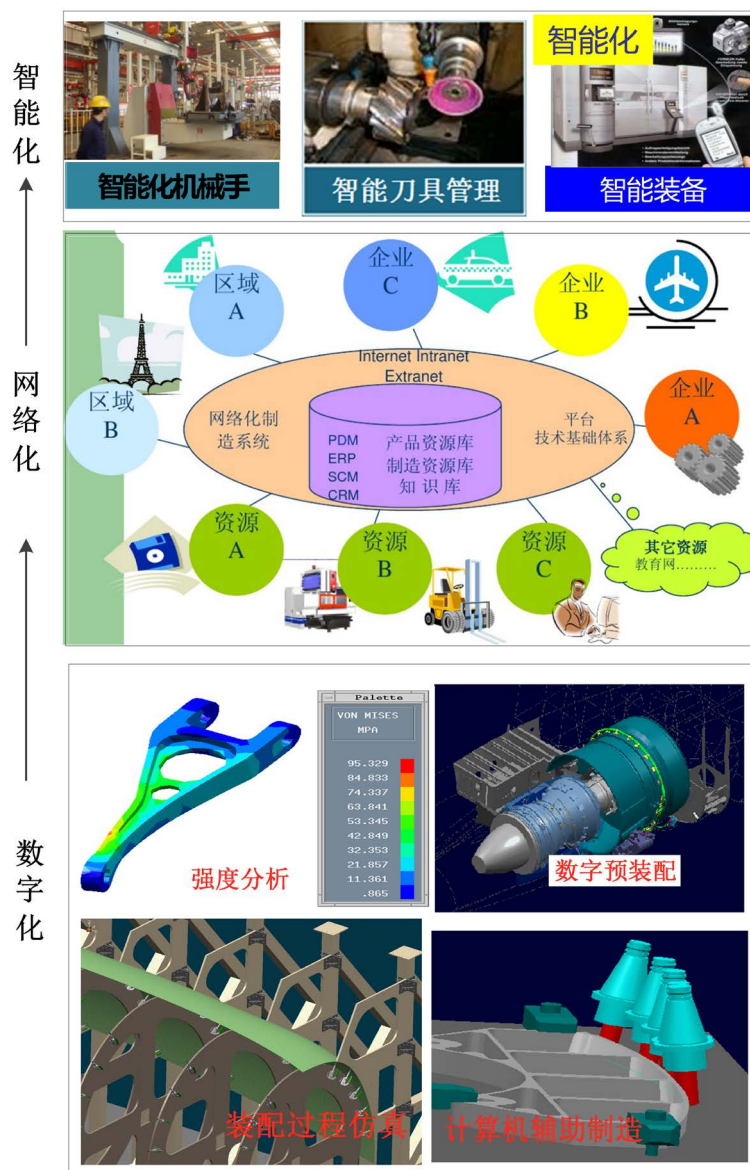 智能化
智能化
智能化机械手
智能刀具管理
智能装备
网络化
区域
A
企业
C
企业
B
区域
B
企业
A
Internet Intranet
Extranet
网络化制
造系统
PDM
ERP
SCM
CRM
产品资源库
制造资源库
知 识 库
平台
技术基础体系
资源
A
资源
B
资源
C
其它资源
教育网………
数字化
Palette
VON MISES
MPA
95.329
84.833
74.337
63.841
53.345
42.849
32.353
21.857
11.361
.865
强度分析
数字预装配
装配过程仿真
计算机辅助制造